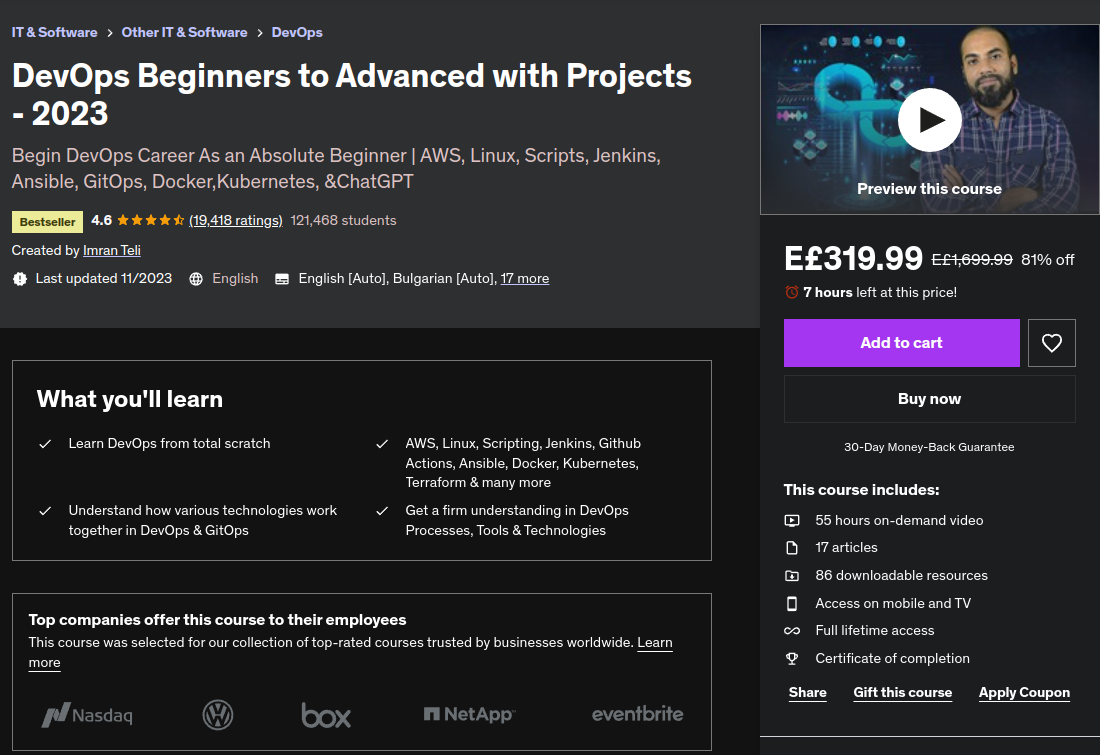 IT & Software > Other IT & Software > DevOps
DevOps Beginners to Advanced with Projects
- 2023
Begin DevOps Career As an Absolute Beginner | AWS, Linux, Scripts, Jenkins,
Ansible, GitOps, Docker,Kubernetes, &ChatGPT
Bestseller 4.6 (19,418 ratings) 121,468 students
Created by Imran Teli
Last updated 11/2023 English English [Auto], Bulgarian [Auto], 17 more
What you'll learn
Learn DevOps from total scratch
AWS, Linux, Scripting, Jenkins, Github
Actions, Ansible, Docker, Kubernetes,
Terraform & many more
Understand how various technologies work
together in DevOps & GitOps
Get a firm understanding in DevOps
Processes, Tools & Technologies
Top companies offer this course to their employees
This course was selected for our collection of top-rated courses trusted by businesses worldwide. Learn
more
Nasdaq
box
NetApp
eventbrite
Preview this course
E£319.99 E£1,699.99 81% off
7 hours left at this price!
Add to cart
Buy now
30-Day Money-Back Guarantee
This course includes:
55 hours on-demand video
17 articles
86 downloadable resources
Access on mobile and TV
Full lifetime access
Certificate of completion
Share Gift this course Apply Coupon